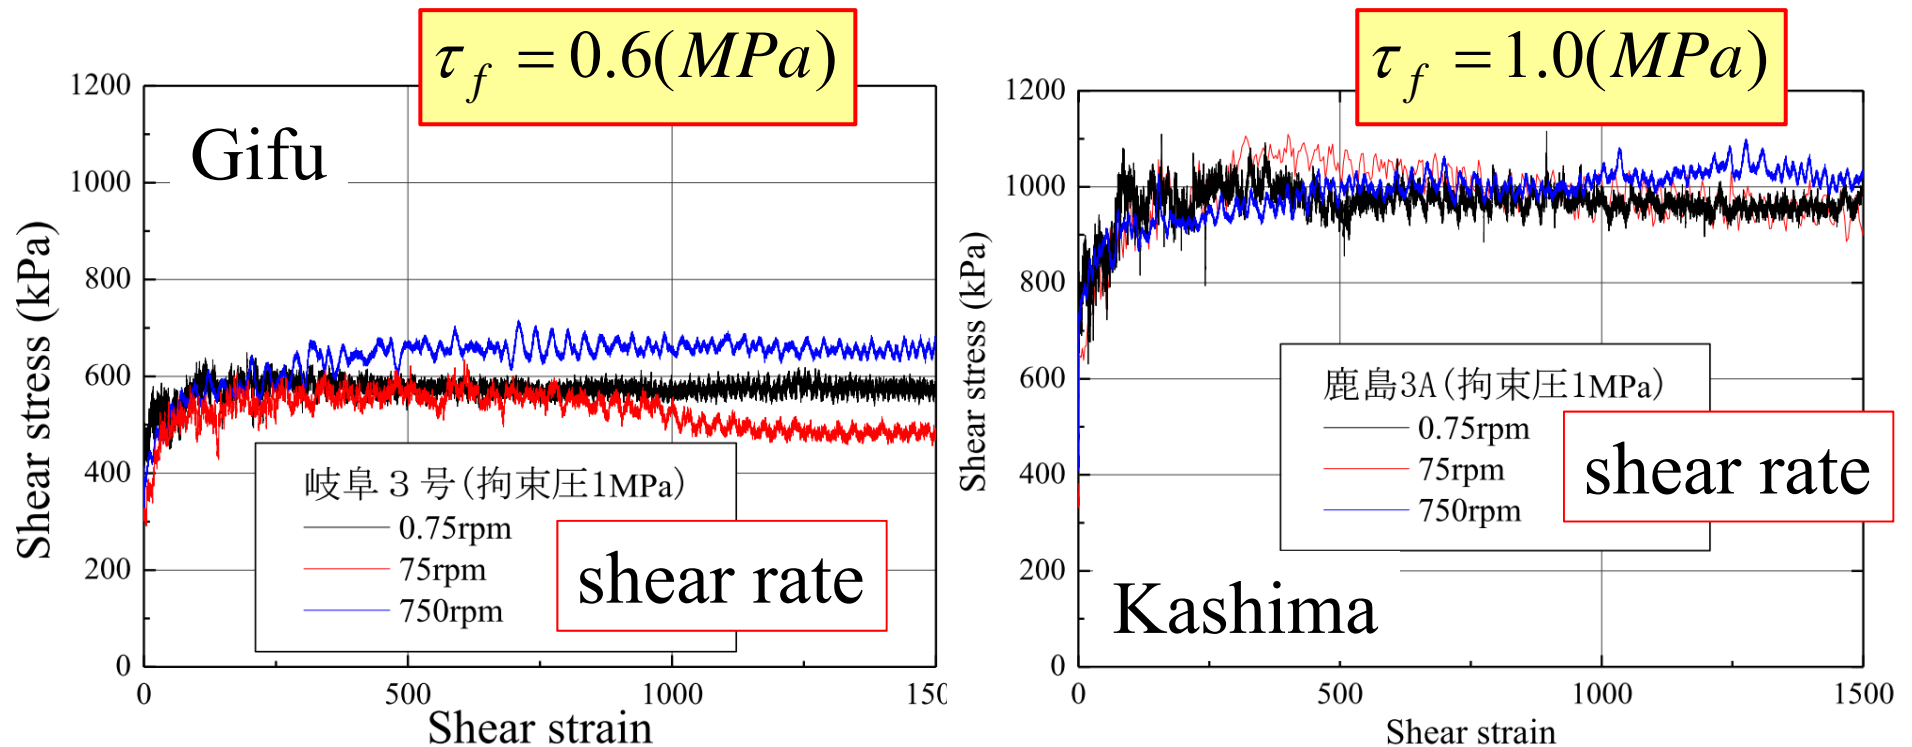 τf = 0.6(MPa)
Gifu
1200
1000
800
600
400
200
0
Shear stress (kPa)
岐阜３号(拘束圧1MPa)
0.75rpm
75rpm
750rpm
shear rate
0
500
1000
150
Shear strain
τf = 1.0(MPa)
1200
1000
800
600
400
200
0
Shear stress (kPa)
鹿島3A(拘束圧1MPa)
0.75rpm
75rpm
750rpm
shear rate
Kashima
0
500
1000
1500
Shear strain